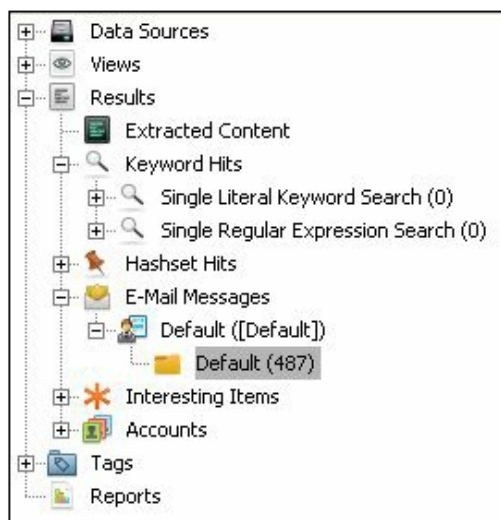 Data Sources
Views
Results
Extracted Content
Keyword Hits
Single Literal Keyword Search (0)
Single Regular Expression Search (0)
Hashset Hits
E-Mail Messages
Default ([Default])
Default (487)
Interesting Items
Accounts
Tags
Reports